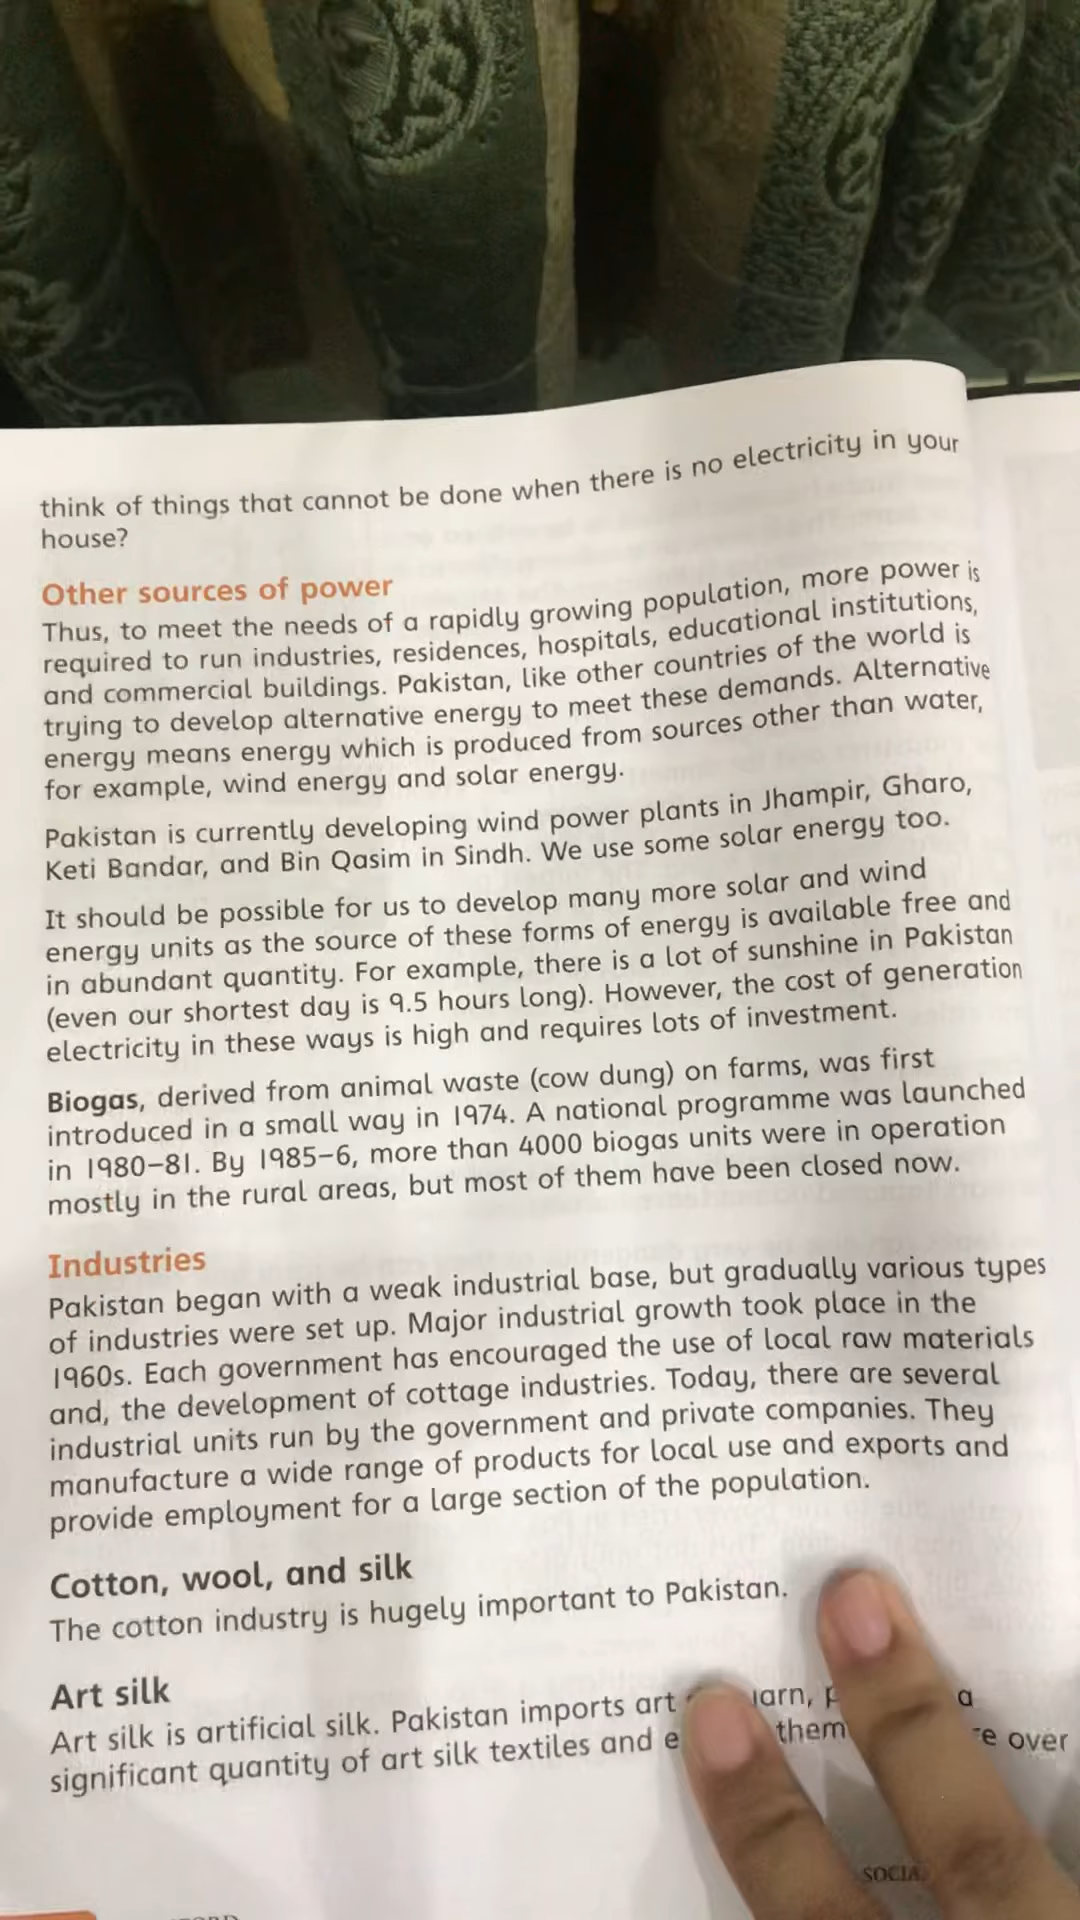 think of things that cannot be done when there is no electricity in your
house?
Other sources of power
Thus, to meet the needs of a rapidly growing population, more power is
required to run industries, residences, hospitals, educational institutions,
and commercial buildings. Pakistan, like other countries of the world is
trying to develop alternative energy to meet these demands. Alternative
energy means energy which is produced from sources other than water,
for example, wind energy and solar energy.
Pakistan is currently developing wind power plants in Jhampir, Gharo,
Keti Bandar, and Bin Qasim in Sindh. We use some solar energy too.
It should be possible for us to develop many more solar and wind
energy units as the source of these forms of energy is available free and
in abundant quantity. For example, there is a lot of sunshine in Pakistan
(even our shortest day is 9.5 hours long). However, the cost of generation
electricity in these ways is high and requires lots of investment.
Biogas, derived from animal waste (cow dung) on farms, was first
introduced in a small way in 1974. A national programme was launched
in 1980–81. By 1985–6, more than 4000 biogas units were in operation
mostly in the rural areas, but most of them have been closed now.
Industries
Pakistan began with a weak industrial base, but gradually various types
of industries were set up. Major industrial growth took place in the
1960s. Each government has encouraged the use of local raw materials
and, the development of cottage industries. Today, there are several
industrial units run by the government and private companies. They
manufacture a wide range of products for local use and exports and
provide employment for a large section of the population.
Cotton, wool, and silk
The cotton industry is hugely important to Pakistan.
Art silk
Art silk is artificial silk. Pakistan imports art a
significant quantity of art silk textiles and them over